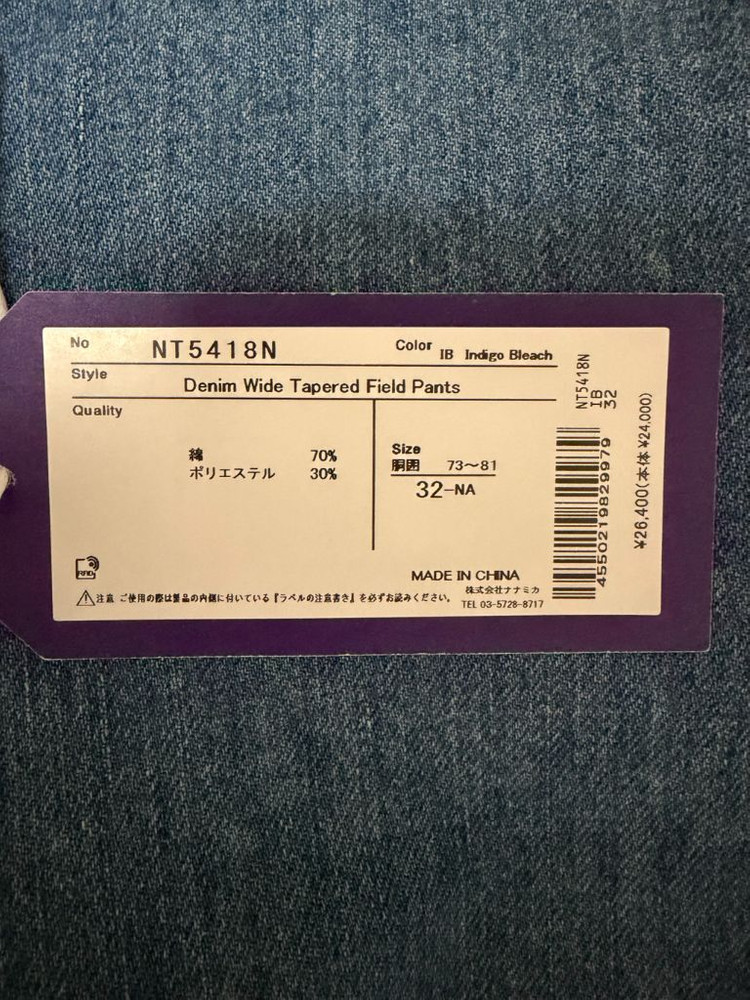 No NT5418N Color IB Indigo Bleach
Style Denim Wide Tapered Field Pants
Quality
綿 70%
ポリエステル 30%
Size
胴囲 73〜81
32-NA
MADE IN CHINA
株式会社ナナミカ
TEL 03-5728-8717
RFID
注意 ご使用の際は製品の内側に付いている『ラベルの注意書き』を必ずお読みください。
NT5418N
IB
32
4550219829979
¥26,400(本体 ¥24,000)